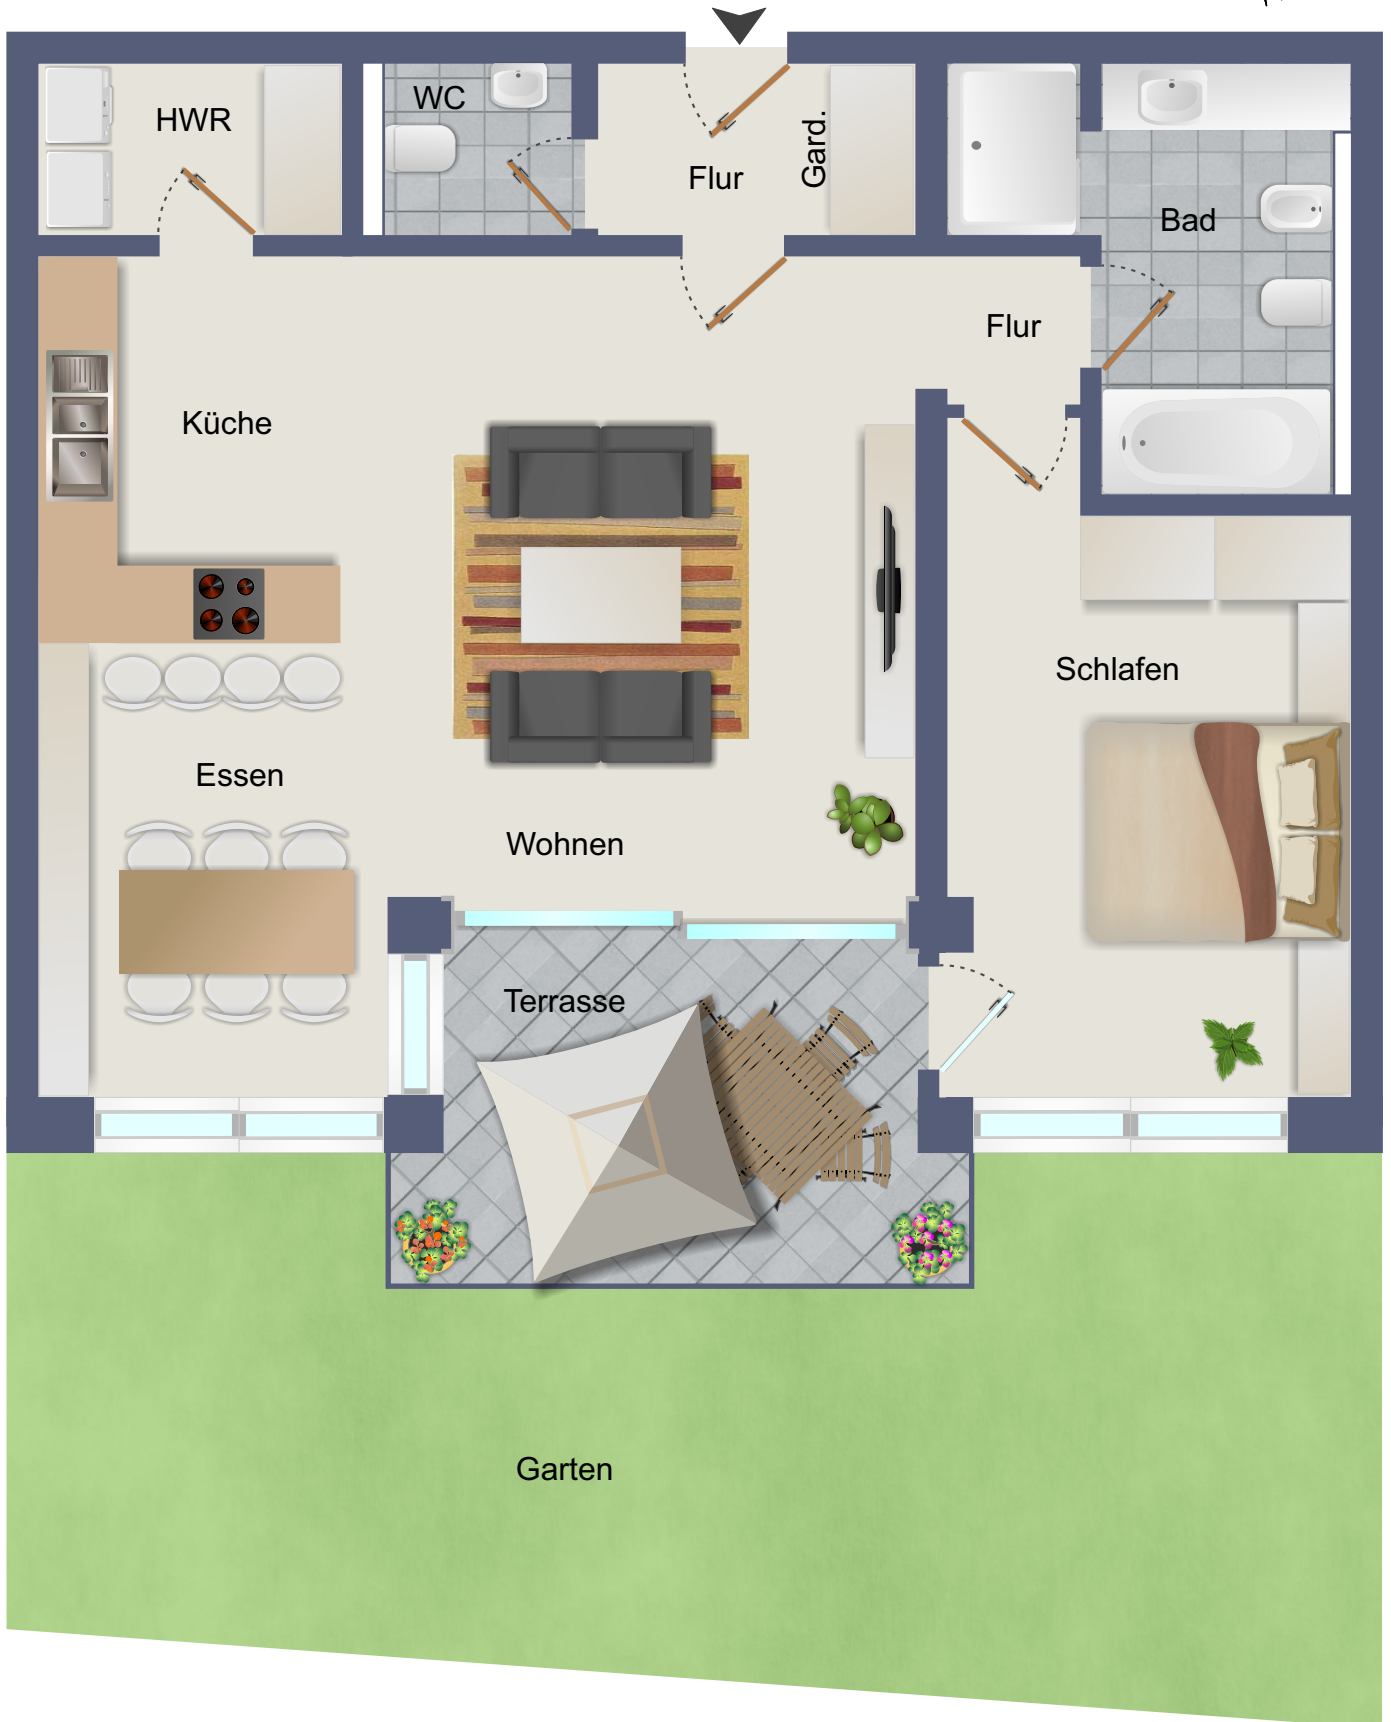 WC
HWR
Flur
Gard.
Bad
Flur
Küche
Schlafen
Essen
Wohnen
Terrasse
Garten